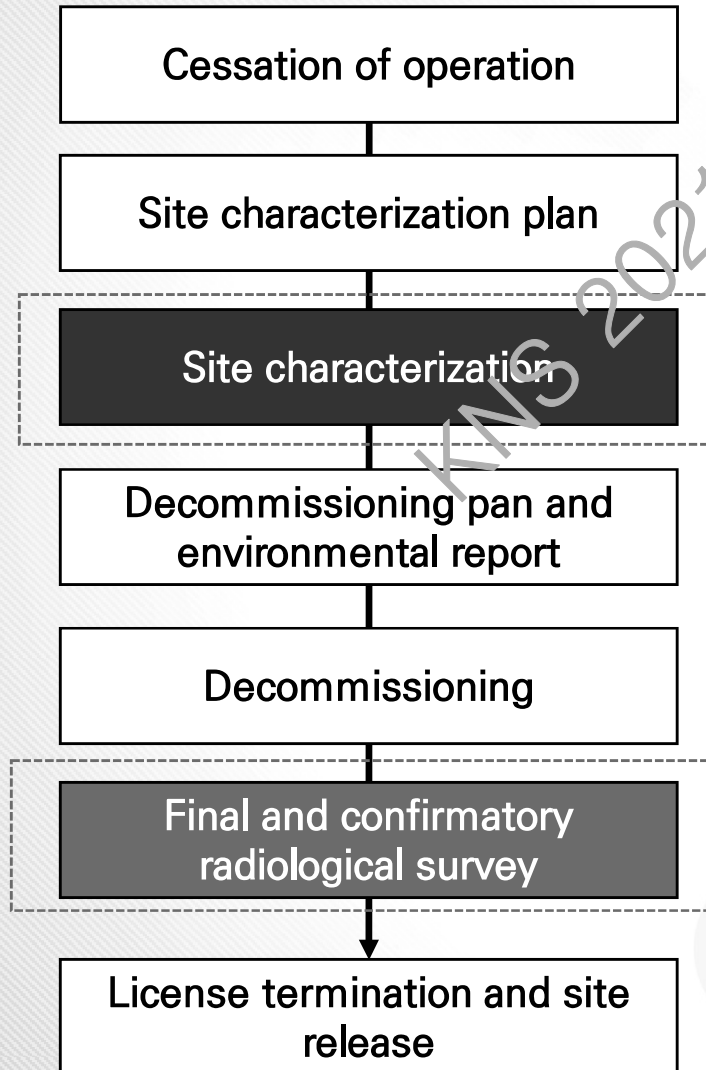 Cessation of operation
Site characterization plan
Site characterization
Decommissioning pan and
environmental report
Decommissioning
Final and confirmatory
radiological survey
License termination and site
release
KNS